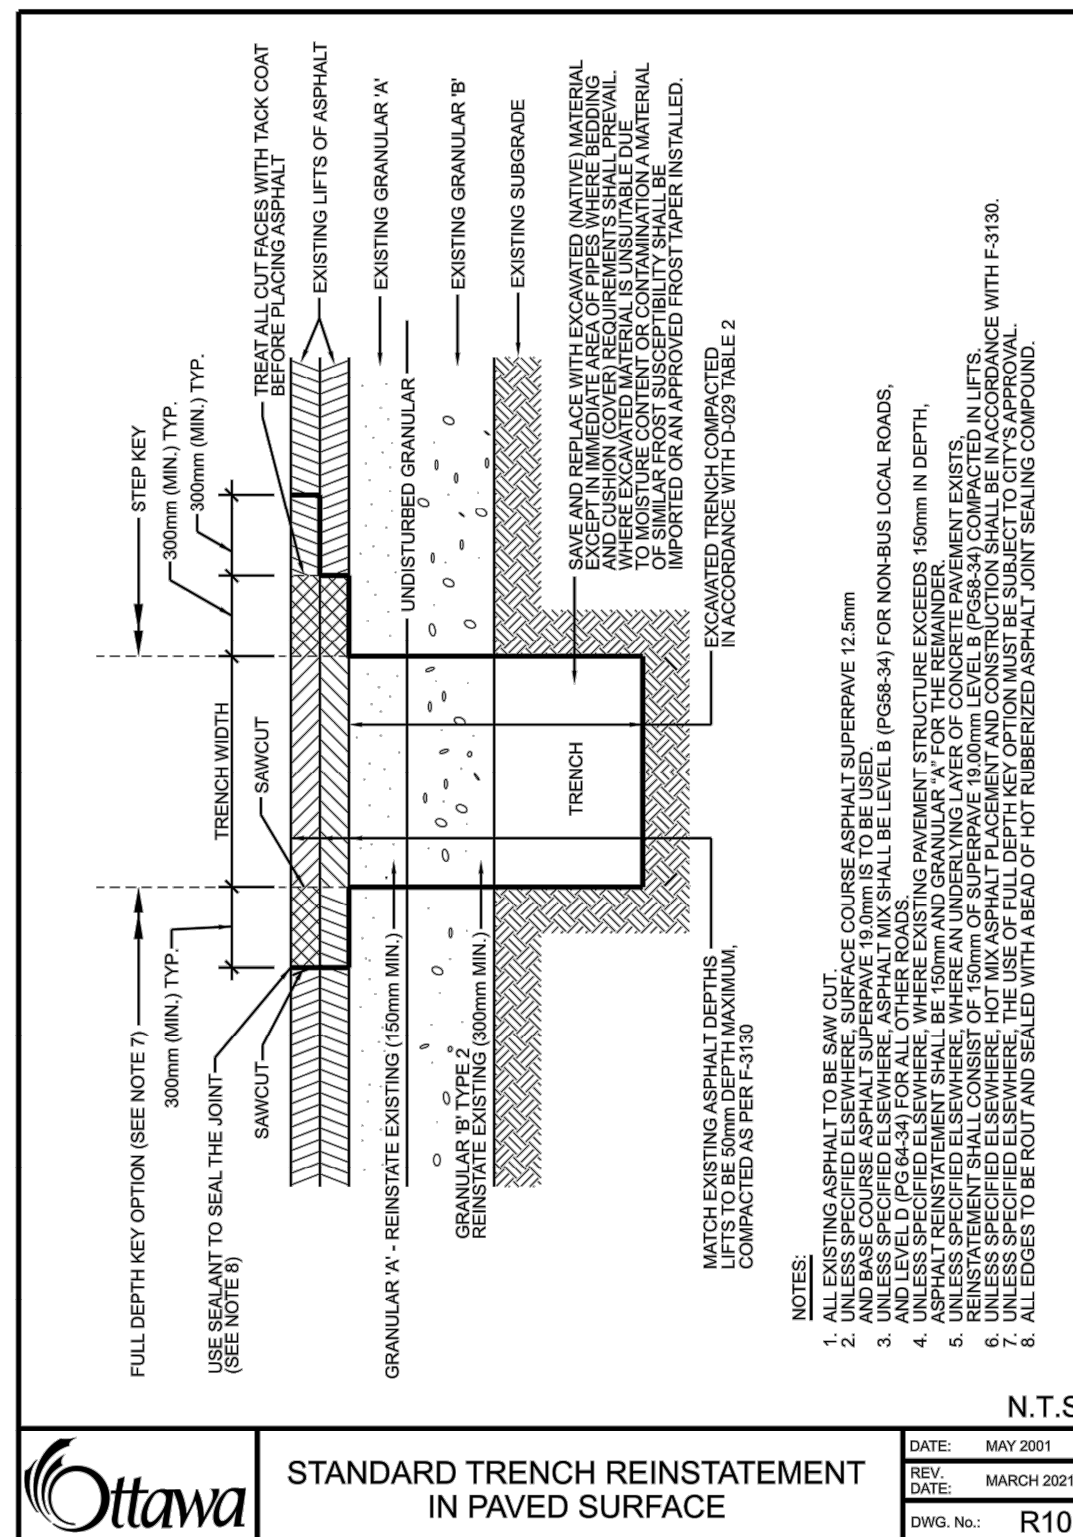 FULL DEPTH KEY OPTION (SEE NOTE 7)
STEP KEY
300mm (MIN.) TYP.
300mm (MIN.) TYP.
300mm (MIN.) TYP.
TRENCH WIDTH
USE SEALANT TO SEAL THE JOINT
(SEE NOTE 8)
SAWCUT
SAWCUT
TREAT ALL CUT FACES WITH TACK COAT
BEFORE PLACING ASPHALT
EXISTING LIFTS OF ASPHALT
EXISTING GRANULAR 'A'
UNDISTURBED GRANULAR
EXISTING GRANULAR 'B'
EXISTING SUBGRADE
GRANULAR 'A' - REINSTATE EXISTING (150mm MIN.)
GRANULAR 'B' TYPE 2
REINSTATE EXISTING (300mm MIN.)
TRENCH
SAVE AND REPLACE WITH EXCAVATED (NATIVE) MATERIAL
EXCEPT IN IMMEDIATE AREA OF PIPES WHERE BEDDING
AND CUSHION (COVER) REQUIREMENTS SHALL PREVAIL.
WHERE EXCAVATED MATERIAL IS UNSUITABLE DUE
TO MOISTURE CONTENT OR CONTAMINATION A MATERIAL
OF SIMILAR FROST SUSCEPTIBILITY SHALL BE
IMPORTED OR AN APPROVED FROST TAPER INSTALLED.
MATCH EXISTING ASPHALT DEPTHS
LIFTS TO BE 50mm DEPTH MAXIMUM,
COMPACTED AS PER F-3130
EXCAVATED TRENCH COMPACTED
IN ACCORDANCE WITH D-029 TABLE 2
NOTES:
1. ALL EXISTING ASPHALT TO BE SAW CUT.
2. UNLESS SPECIFIED ELSEWHERE, SURFACE COURSE ASPHALT SUPERPAVE 12.5mm
AND BASE COURSE ASPHALT SUPERPAVE 19.0mm IS TO BE USED.
3. UNLESS SPECIFIED ELSEWHERE, ASPHALT MIX SHALL BE LEVEL B (PG58-34) FOR NON-BUS LOCAL ROADS,
AND LEVEL D (PG 64-34) FOR ALL OTHER ROADS.
4. UNLESS SPECIFIED ELSEWHERE, WHERE EXISTING PAVEMENT STRUCTURE EXCEEDS 150mm IN DEPTH,
ASPHALT REINSTATEMENT SHALL BE 150mm AND GRANULAR "A" FOR THE REMAINDER.
5. UNLESS SPECIFIED ELSEWHERE, WHERE AN UNDERLYING LAYER OF CONCRETE PAVEMENT EXISTS,
REINSTATEMENT SHALL CONSIST OF 150mm OF SUPERPAVE 19.00mm LEVEL B (PG58-34) COMPACTED IN LIFTS.
6. UNLESS SPECIFIED ELSEWHERE, HOT MIX ASPHALT PLACEMENT AND CONSTRUCTION SHALL BE IN ACCORDANCE WITH F-3130.
7. UNLESS SPECIFIED ELSEWHERE, THE USE OF FULL DEPTH KEY OPTION MUST BE SUBJECT TO CITY'S APPROVAL.
8. ALL EDGES TO BE ROUT AND SEALED WITH A BEAD OF HOT RUBBERIZED ASPHALT JOINT SEALING COMPOUND.
N.T.S
Ottawa
STANDARD TRENCH REINSTATEMENT
IN PAVED SURFACE
DATE: MAY 2001
REV.
DATE: MARCH 2021
DWG. No.: R10